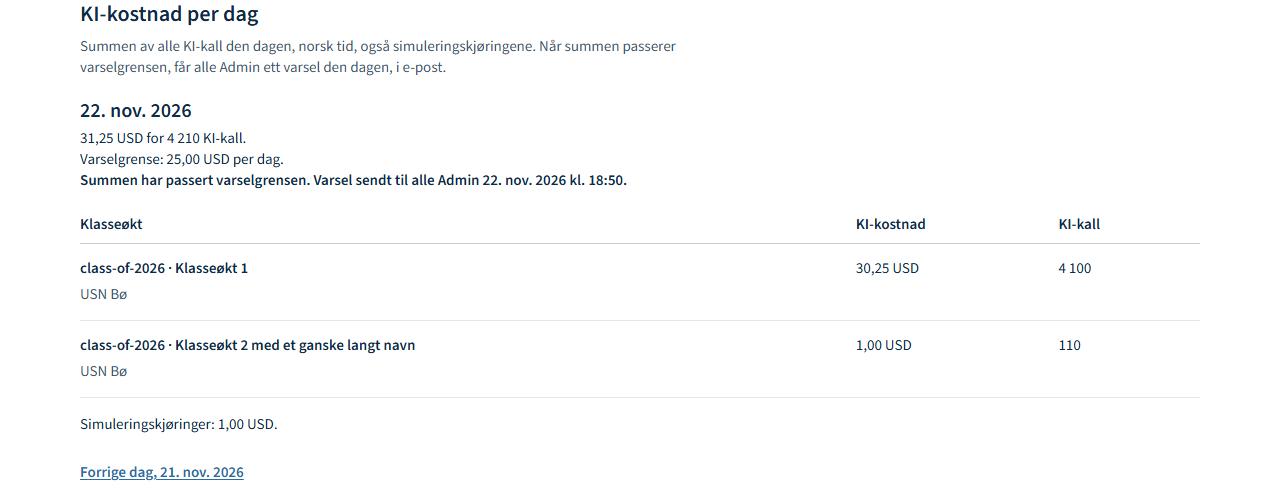 KI-kostnad per dag
Summen av alle KI-kall den dagen, norsk tid, også simuleringskjøringene. Når summen passerer
varselgrensen, får alle Admin ett varsel den dagen, i e-post.
22. nov. 2026
31,25 USD for 4 210 KI-kall.
Varselgrense: 25,00 USD per dag.
Summen har passert varselgrensen. Varsel sendt til alle Admin 22. nov. 2026 kl. 18:50.
Klasseøkt KI-kostnad KI-kall
class-of-2026 · Klasseøkt 1 30,25 USD 4 100
USN Bø
class-of-2026 · Klasseøkt 2 med et ganske langt navn 1,00 USD 110
USN Bø
Simuleringskjøringer: 1,00 USD.
Forrige dag, 21. nov. 2026